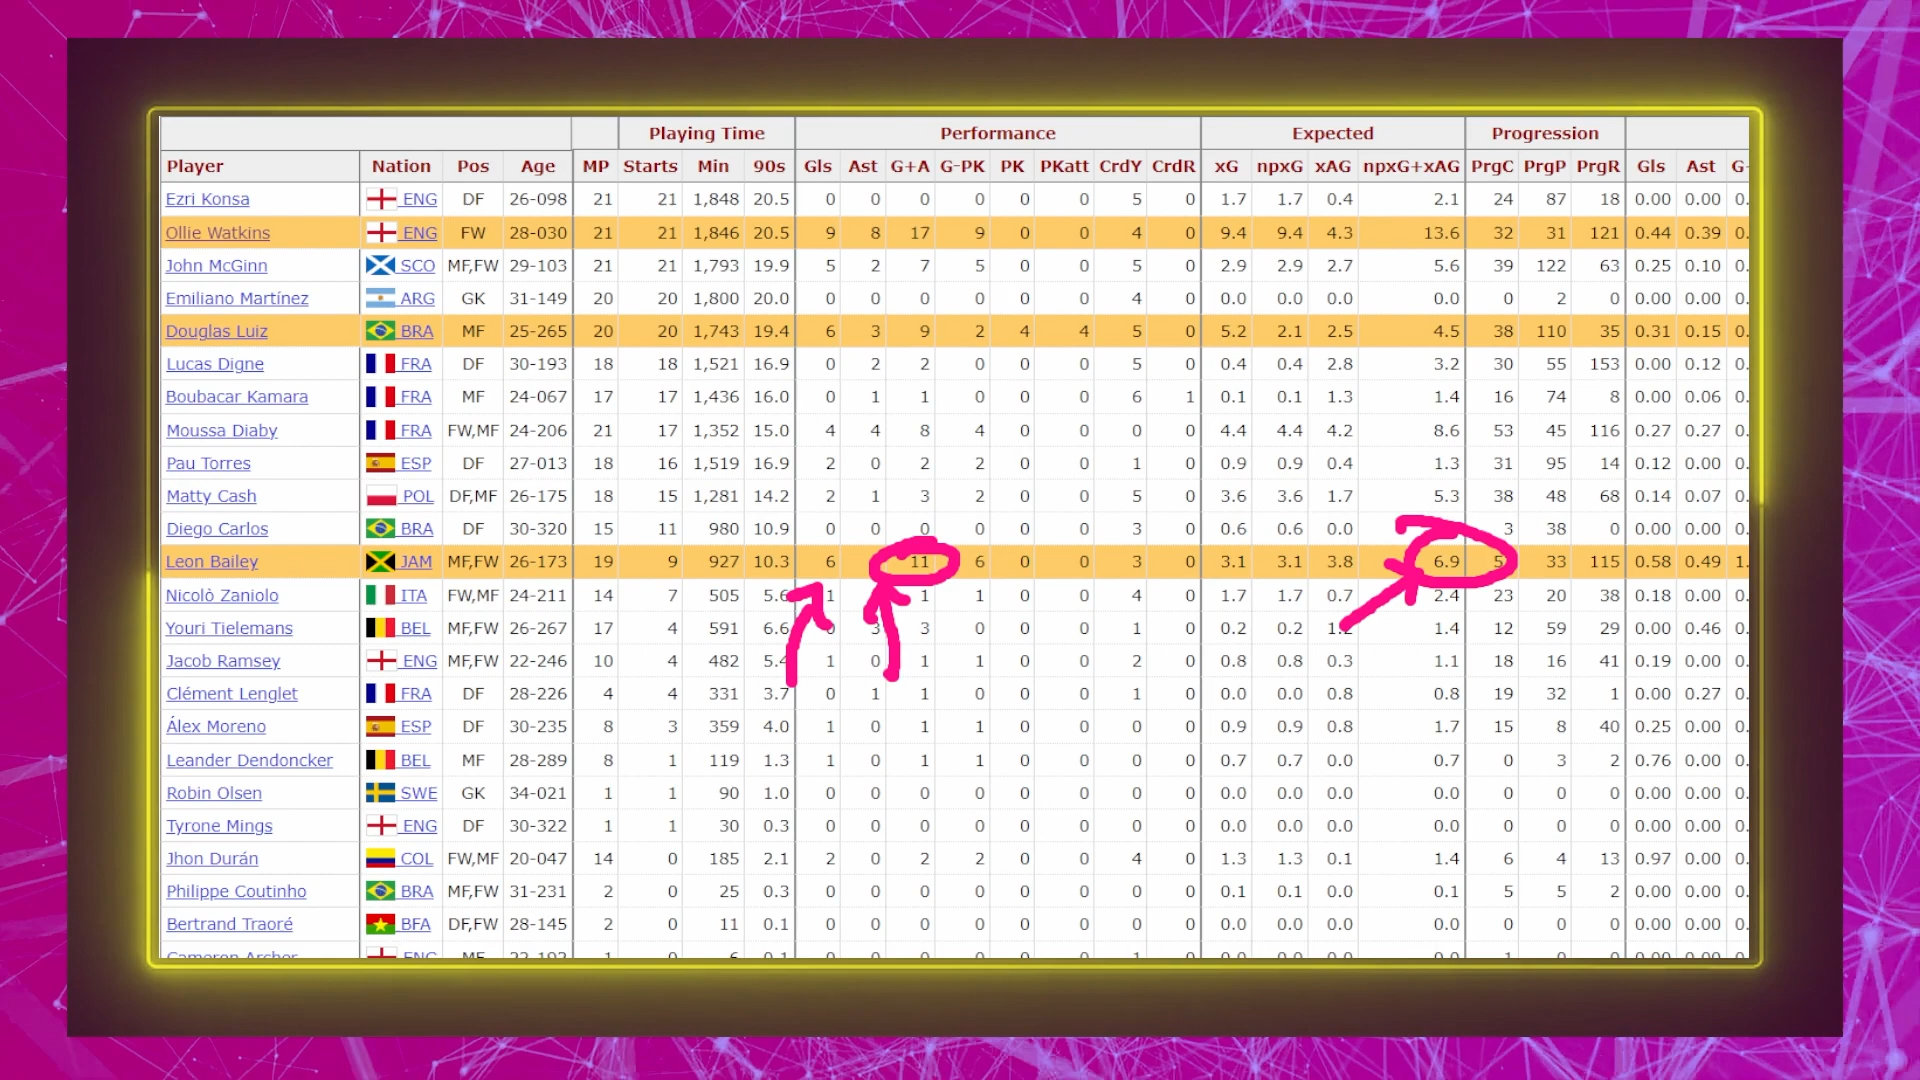 Playing Time Performance Expected Progression
Player Nation Pos Age MP Starts Min 90s Gls Ast G+A G-PK PK PKatt CrdY CrdR xG npxG xAG npxG+xAG PrgC PrgP PrgR Gls Ast G-
Ezri Konsa ENG DF 26-098 21 21 1,848 20.5 0 0 0 0 0 0 5 0 1.7 1.7 0.4 2.1 24 87 18 0.00 0.00 0.
Ollie Watkins ENG FW 28-030 21 21 1,846 20.5 9 8 17 9 0 0 4 0 9.4 9.4 4.3 13.6 32 31 121 0.44 0.39 0.
John McGinn SCO MF,FW 29-103 21 21 1,793 19.9 5 2 7 5 0 0 5 0 2.9 2.9 2.7 5.6 39 122 63 0.25 0.10 0.
Emiliano Martínez ARG GK 31-149 20 20 1,800 20.0 0 0 0 0 0 0 4 0 0.0 0.0 0.0 0.0 0 2 0 0.00 0.00 0.
Douglas Luiz BRA MF 25-265 20 20 1,743 19.4 6 3 9 2 4 4 5 0 5.2 2.1 2.5 4.5 38 110 35 0.31 0.15 0.
Lucas Digne FRA DF 30-193 18 18 1,521 16.9 0 2 2 0 0 0 5 0 0.4 0.4 2.8 3.2 30 55 153 0.00 0.12 0.
Boubacar Kamara FRA MF 24-067 17 17 1,436 16.0 0 1 1 0 0 0 6 1 0.1 0.1 1.3 1.4 16 74 8 0.00 0.06 0.
Moussa Diaby FRA FW,MF 24-206 21 17 1,352 15.0 4 4 8 4 0 0 0 0 4.4 4.4 4.2 8.6 53 45 116 0.27 0.27 0.
Pau Torres ESP DF 27-013 18 16 1,519 16.9 2 0 2 2 0 0 1 0 0.9 0.9 0.4 1.3 31 95 14 0.12 0.00 0.
Matty Cash POL DF,MF 26-175 18 15 1,281 14.2 2 1 3 2 0 0 5 0 3.6 3.6 1.7 5.3 38 48 68 0.14 0.07 0.
Diego Carlos BRA DF 30-320 15 11 980 10.9 0 0 0 0 0 0 3 0 0.6 0.6 0.0 3 38 0 0.00 0.00 0.
Leon Bailey JAM MF,FW 26-173 19 9 927 10.3 6 11 6 0 0 3 0 3.1 3.1 3.8 6.9 33 115 0.58 0.49 1.
Nicolò Zaniolo ITA FW,MF 24-211 14 7 505 5.6 1 1 1 0 0 4 0 1.7 1.7 0.7 2.4 23 20 38 0.18 0.00 0.
Youri Tielemans BEL MF,FW 26-267 17 4 591 6.6 0 3 3 0 0 0 1 0 0.2 0.2 1.2 1.4 12 59 29 0.00 0.46 0.
Jacob Ramsey ENG MF,FW 22-246 10 4 482 5.4 1 0 1 1 0 0 2 0 0.8 0.8 0.3 1.1 18 16 41 0.19 0.00 0.
Clément Lenglet FRA DF 28-226 4 4 331 3.7 0 1 1 0 0 0 1 0 0.0 0.0 0.8 0.8 19 32 1 0.00 0.27 0.
Álex Moreno ESP DF 30-235 8 3 359 4.0 1 0 1 1 0 0 0 0 0.9 0.9 0.8 1.7 15 8 40 0.25 0.00 0.
Leander Dendoncker BEL MF 28-289 8 1 119 1.3 1 0 1 1 0 0 0 0 0.7 0.7 0.0 0.7 0 3 2 0.76 0.00 0.
Robin Olsen SWE GK 34-021 1 1 90 1.0 0 0 0 0 0 0 0 0 0.0 0.0 0.0 0.0 0 0 0 0.00 0.00 0.
Tyrone Mings ENG DF 30-322 1 1 30 0.3 0 0 0 0 0 0 0 0 0.0 0.0 0.0 0.0 0 0 0 0.00 0.00 0.
Jhon Durán COL FW,MF 20-047 14 0 185 2.1 2 0 2 2 0 0 4 0 1.3 1.3 0.1 1.4 6 4 13 0.97 0.00 0.
Philippe Coutinho BRA MF,FW 31-231 2 0 25 0.3 0 0 0 0 0 0 0 0 0.1 0.1 0.0 0.1 5 5 2 0.00 0.00 0.
Bertrand Traoré BFA DF,FW 28-145 2 0 11 0.1 0 0 0 0 0 0 0 0 0.0 0.0 0.0 0.0 0 0 0 0.00 0.00 0.
Cameron Archer ENG MF